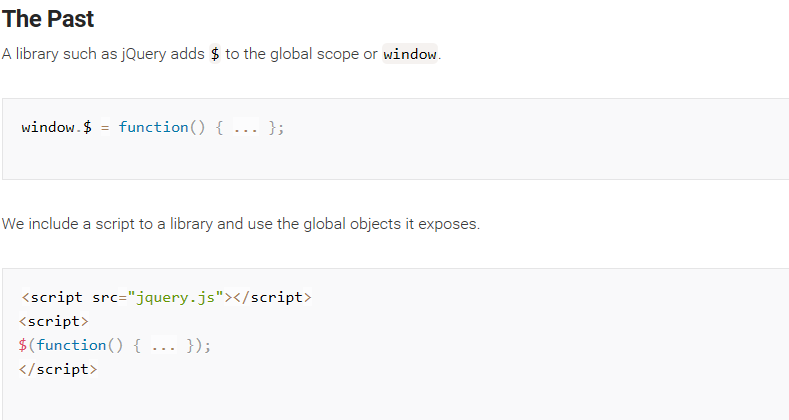 The Past
A library such as jQuery adds $ to the global scope or window.
window.$ = function() { ... };
We include a script to a library and use the global objects it exposes.
<script src="jquery.js"></script>
<script>
$(function() { ... });
</script>